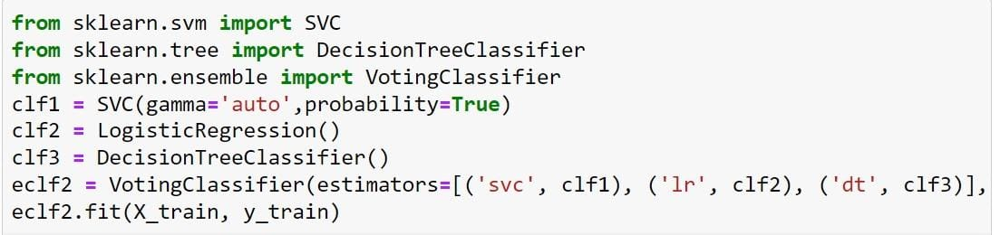 from sklearn.svm import SVC
from sklearn.tree import DecisionTreeClassifier
from sklearn.ensemble import VotingClassifier
clf1 = SVC(gamma='auto',probability=True)
clf2 = LogisticRegression()
clf3 = DecisionTreeClassifier()
eclf2 = VotingClassifier(estimators=[('svc', clf1), ('lr', clf2), ('dt', clf3)],
eclf2.fit(X_train, y_train)